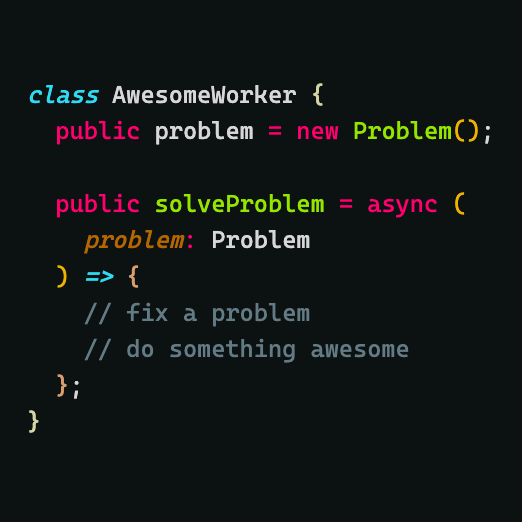 class AwesomeWorker {
  public problem = new Problem();

  public solveProblem = async (
    problem: Problem
  ) => {
    // fix a problem
    // do something awesome
  };
}